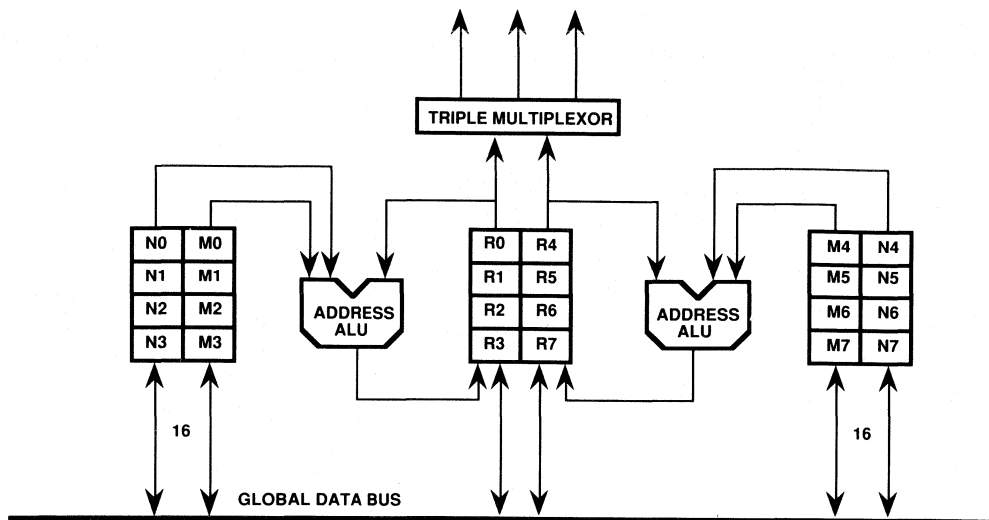 TRIPLE MULTIPLEXOR
N0 M0 R0 R4 M4 N4
N1 M1 R1 R5 M5 N5
N2 M2 R2 R6 M6 N6
N3 M3 R3 R7 M7 N7
ADDRESS ALU
ADDRESS ALU
16
16
GLOBAL DATA BUS